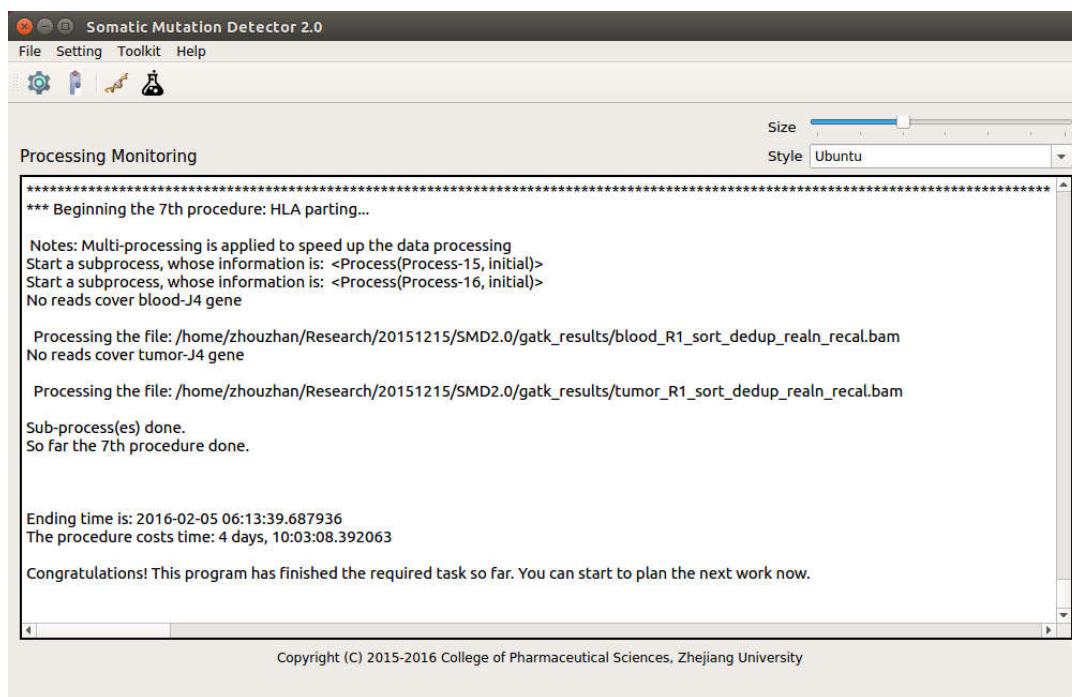 Somatic Mutation Detector 2.0
File Setting Toolkit Help
Size
Processing Monitoring
Style Ubuntu
************************************************************************************************************************************
*** Beginning the 7th procedure: HLA parting...
Notes: Multi-processing is applied to speed up the data processing
Start a subprocess, whose information is: <Process(Process-15, initial)>
Start a subprocess, whose information is: <Process(Process-16, initial)>
No reads cover blood-J4 gene
Processing the file: /home/zhouzhan/Research/20151215/SMD2.0/gatk_results/blood_R1_sort_dedup_realn_recal.bam
No reads cover tumor-J4 gene
Processing the file: /home/zhouzhan/Research/20151215/SMD2.0/gatk_results/tumor_R1_sort_dedup_realn_recal.bam
Sub-process(es) done.
So far the 7th procedure done.
Ending time is: 2016-02-05 06:13:39.687936
The procedure costs time: 4 days, 10:03:08.392063
Congratulations! This program has finished the required task so far. You can start to plan the next work now.
Copyright (C) 2015-2016 College of Pharmaceutical Sciences, Zhejiang University